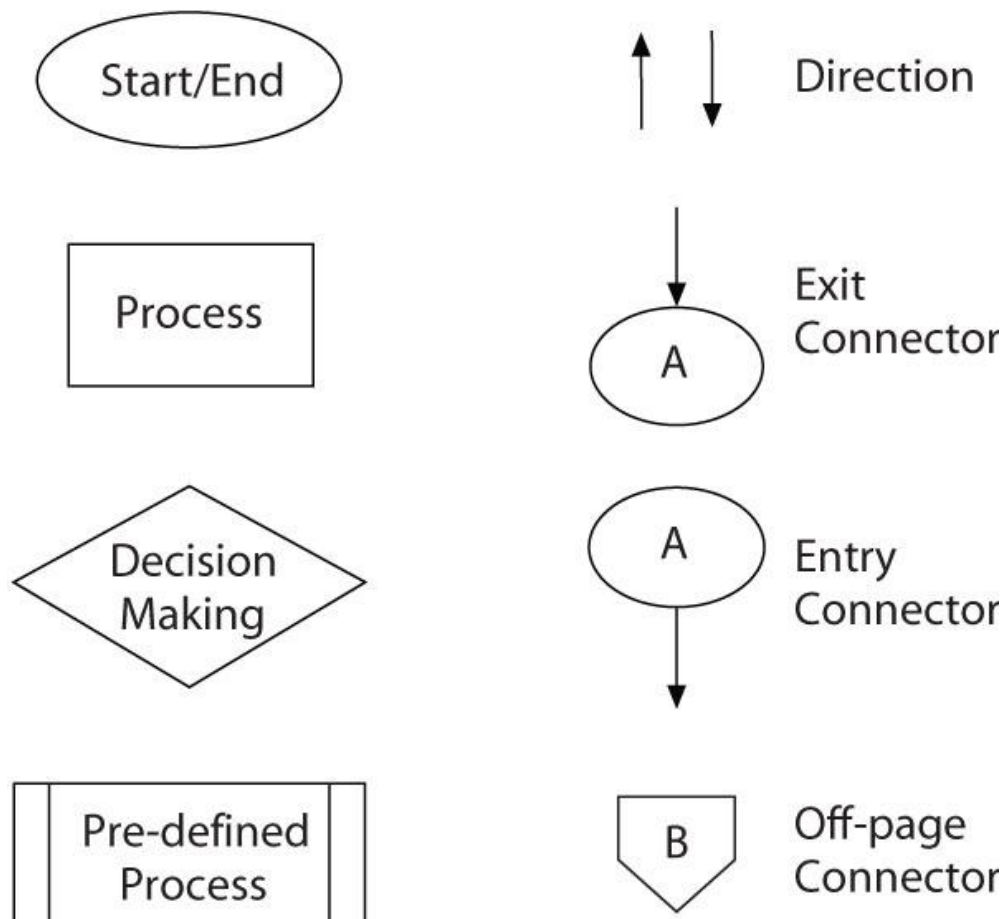 Start/End
Direction
Process
A
Exit
Connector
Decision
Making
A
Entry
Connector
Pre-defined
Process
B
Off-page
Connector